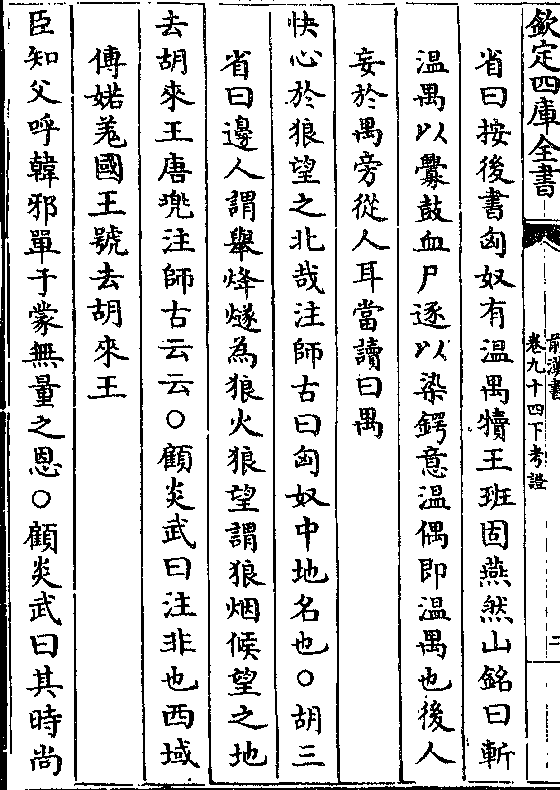 欽定四庫全書
前漢書
卷九十四下考證
二
省曰按後書匈奴有溫禺犢王班固燕然山銘曰斬
溫禺以釁鼓血尸逐以染鍔意溫偶即溫禺也後人
妄於禺旁從人耳當讀曰禺
快心於狼望之北哉注師古曰匈奴中地名也○胡三
省曰邊人謂舉烽燧為狼火狼望謂狼烟候望之地
去胡來王唐兠注師古云云○顧炎武曰注非也西域
傅婼羌國王號去胡來王
臣知父呼韓邪單于蒙無量之恩○顧炎武曰其時尚